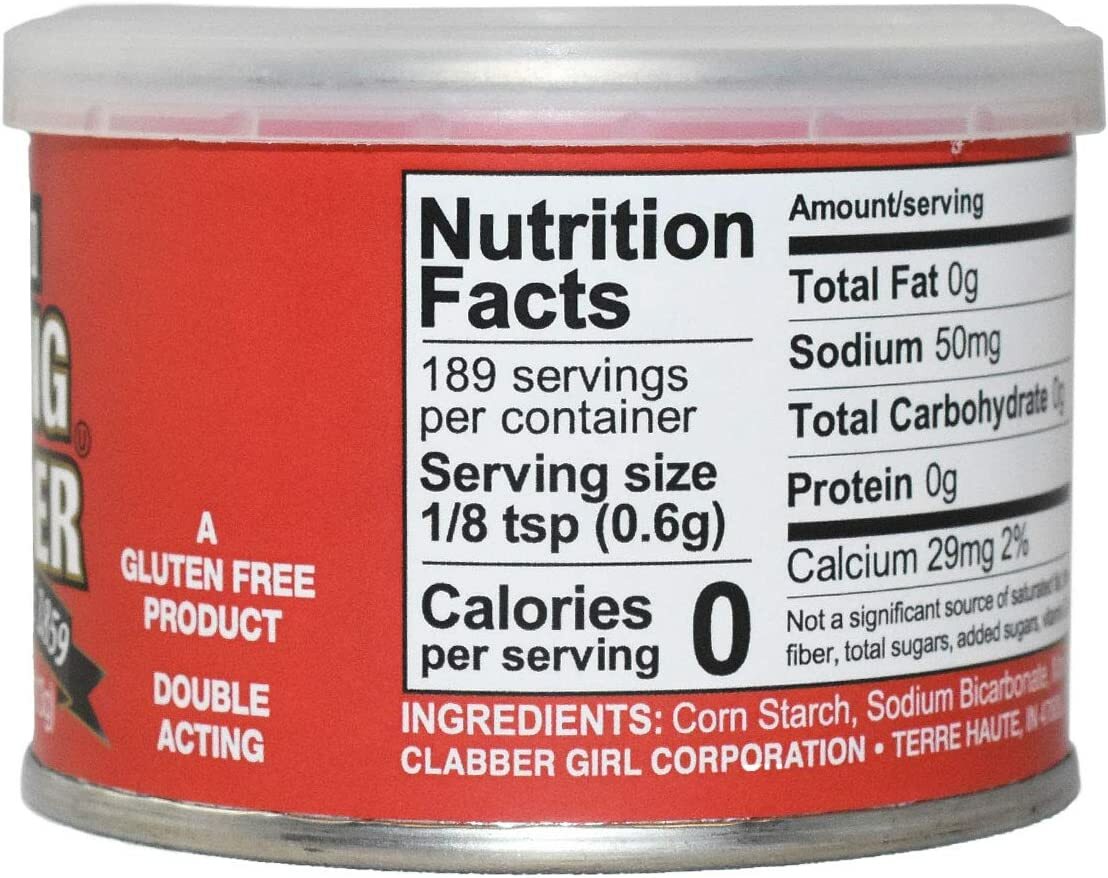 A
GLUTEN FREE
PRODUCT
DOUBLE
ACTING
Nutrition
Facts
189 servings
per container
Serving size
1/8 tsp (0.6g)
Calories 0
per serving
Amount/serving
Total Fat 0g
Sodium 50mg
Total Carbohydrate 0g
Protein 0g
Calcium 29mg 2%
Not a significant source of saturated
fiber, total sugars, added sugars,
INGREDIENTS: Corn Starch, Sodium Bicarbonate,
CLABBER GIRL CORPORATION • TERRE HAUTE, IN